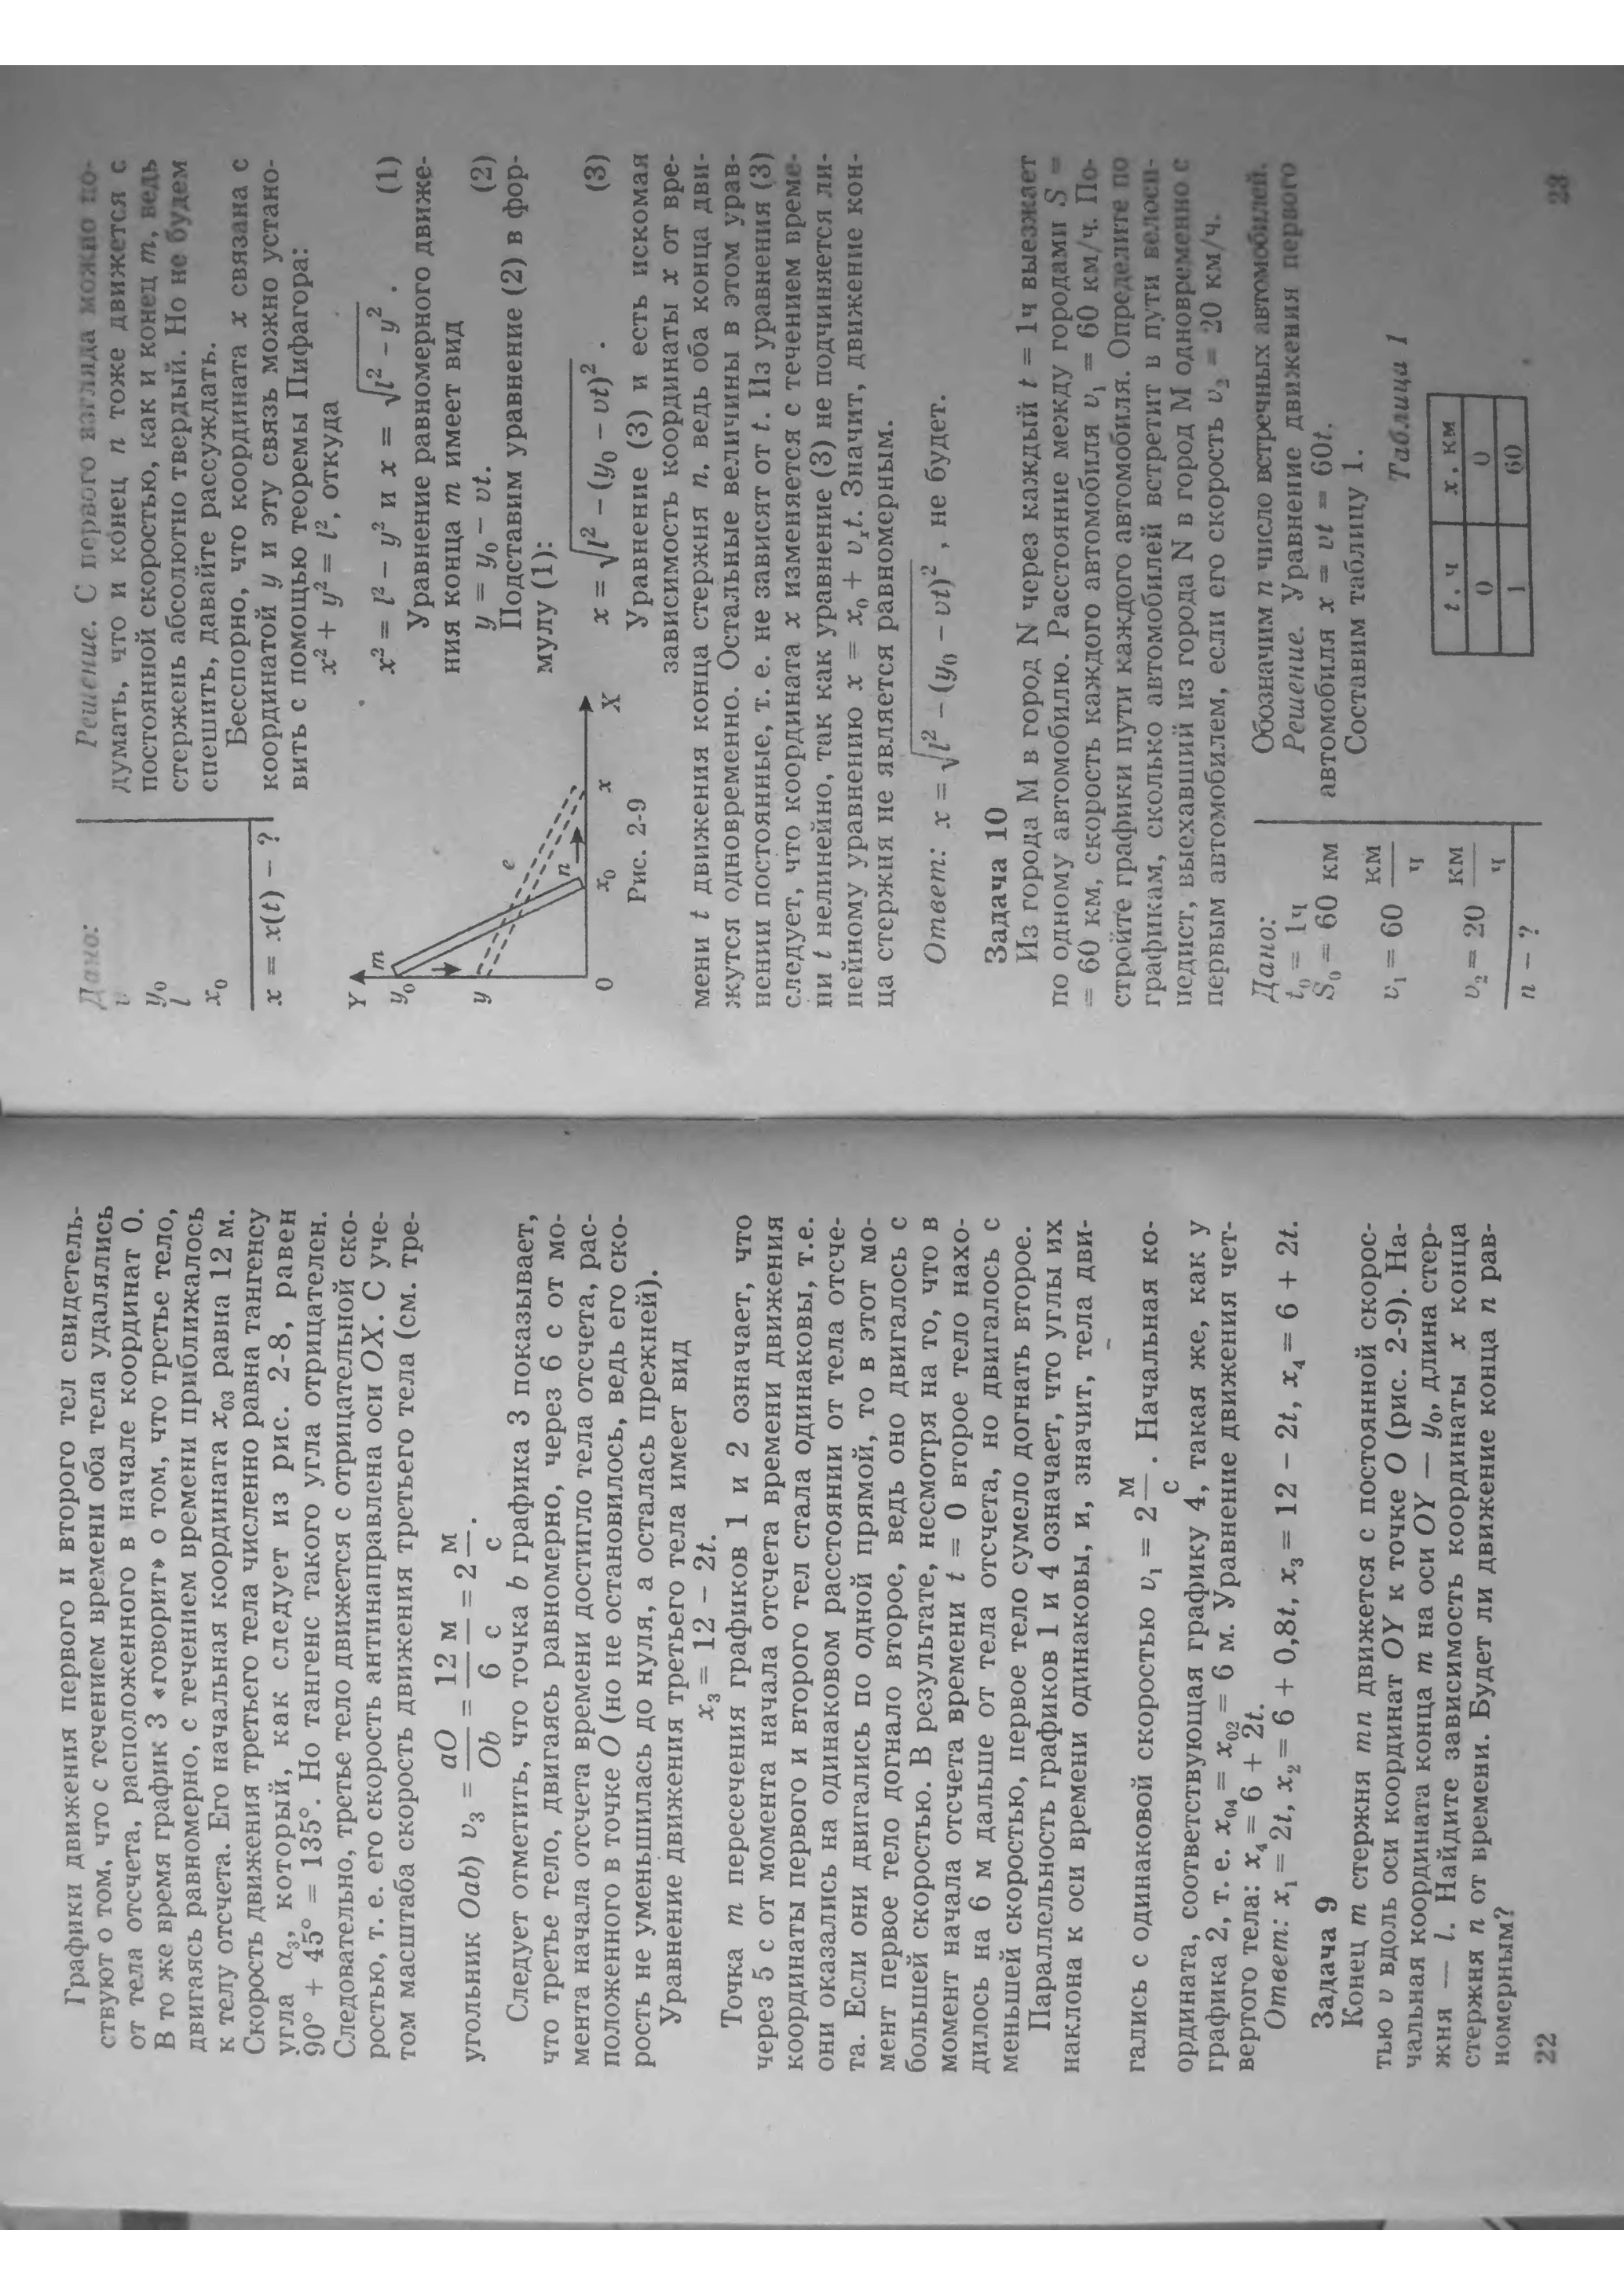 Графики движения первого и второго тел свидетель-
ствуют о том, что с течением времени оба тела удалялись
от тела отсчета, расположенного в начале координат 0.
В то же время график 3 «говорит» о том, что третье тело,
двигаясь равномерно, с течением времени приближалось
к телу отсчета. Его начальная координата x₀₃ равна 12 м.
Скорость движения третьего тела численно равна тангенсу
угла α₃, который, как следует из рис. 2-8, равен
90° + 45° = 135°. Но тангенс такого угла отрицателен.
Следовательно, третье тело движется с отрицательной ско-
ростью, т. е. его скорость антинаправлена оси OX. С уче-
том масштаба скорость движения третьего тела (см. тре-
угольник Oab) v₃ = aO/Ob = 12 м/6 с = 2 м/с.
Следует отметить, что точка b графика 3 показывает,
что третье тело, двигаясь равномерно, через 6 с от мо-
мента начала отсчета времени достигло тела отсчета, рас-
положенного в точке O (но не остановилось, ведь его ско-
рость не уменьшилась до нуля, а осталась прежней).
Уравнение движения третьего тела имеет вид
x₃ = 12 − 2t.
Точка m пересечения графиков 1 и 2 означает, что
через 5 с от момента начала отсчета времени движения
координаты первого и второго тел стала одинаковы, т.е.
они оказались на одинаковом расстоянии от тела отсче-
та. Если они двигались по одной прямой, то в этот мо-
мент первое тело догнало второе, ведь оно двигалось с
большей скоростью. В результате, несмотря на то, что в
момент начала отсчета времени t = 0 второе тело нахо-
дилось на 6 м дальше от тела отсчета, но двигалось с
меньшей скоростью, первое тело сумело догнать второе.
Параллельность графиков 1 и 4 означает, что углы их
наклона к оси времени одинаковы, и, значит, тела дви-
гались с одинаковой скоростью v₁ = 2 м/с. Начальная ко-
ордината, соответствующая графику 4, такая же, как у
графика 2, т. е. x₀₄ = x₀₂ = 6 м. Уравнение движения чет-
вертого тела: x₄ = 6 + 2t.
Ответ: x₁ = 2t, x₂ = 6 + 0,8t, x₃ = 12 − 2t, x₄ = 6 + 2t.
Задача 9
Конец m стержня mn движется с постоянной скорос-
тью v вдоль оси координат OY к точке O (рис. 2-9). На-
чальная координата конца m на оси OY — y₀, длина стер-
жня — l. Найдите зависимость координаты x конца
стержня n от времени. Будет ли движение конца n рав-
номерным?
22
Дано:
v
y₀
l
x₀
x = x(t) − ?
Решение. С первого взгляда можно по-
думать, что и конец n тоже движется с
постоянной скоростью, как и конец m, ведь
стержень абсолютно твердый. Но не будем
спешить, давайте рассуждать.
Бесспорно, что координата x связана с
координатой y и эту связь можно устано-
вить с помощью теоремы Пифагора:
x² + y² = l², откуда
x² = l² − y² и x = √(l² − y²). (1)
Уравнение равномерного движе-
ния конца m имеет вид
y = y₀ − vt. (2)
Подставим уравнение (2) в фор-
мулу (1):
x = √(l² − (y₀ − vt)²). (3)
Уравнение (3) и есть искомая
зависимость координаты x от вре-
Y
m
y₀
y
e
n
O
x₀
x
X
Рис. 2-9
мени t движения конца стержня n, ведь оба конца дви-
жутся одновременно. Остальные величины в этом урав-
нении постоянные, т. е. не зависят от t. Из уравнения (3)
следует, что координата x изменяется с течением време-
ни t нелинейно, так как уравнение (3) не подчиняется ли-
нейному уравнению x = x₀ + vₓt. Значит, движение кон-
ца стержня не является равномерным.
Ответ: x = √(l² − (y₀ − vt)²), не будет.
Задача 10
Из города М в город N через каждый t = 1ч выезжает
по одному автомобилю. Расстояние между городами S =
= 60 км, скорость каждого автомобиля v₁ = 60 км/ч. По-
стройте графики пути каждого автомобиля. Определите по
графикам, сколько автомобилей встретит в пути велоси-
педист, выехавший из города N в город М одновременно с
первым автомобилем, если его скорость v₂ = 20 км/ч.
Дано:
t₀ = 1ч
S₀ = 60 км
v₁ = 60 км/ч
v₂ = 20 км/ч
n − ?
Обозначим n число встречных автомобилей.
Решение. Уравнение движения первого
автомобиля x = vt = 60t.
Составим таблицу 1.
Таблица 1
t, ч x, км
0 0
1 60
23